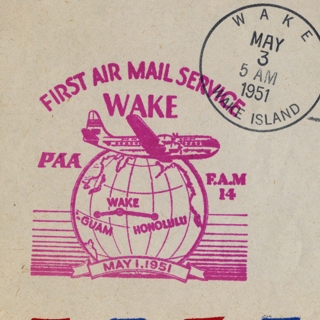 WAKE
MAY
3
5 AM
1951
WAKE ISLAND
FIRST AIR MAIL SERVICE
WAKE
PAA
F.A.M
14
WAKE
GUAM
HONOLULU
MAY 1, 1951